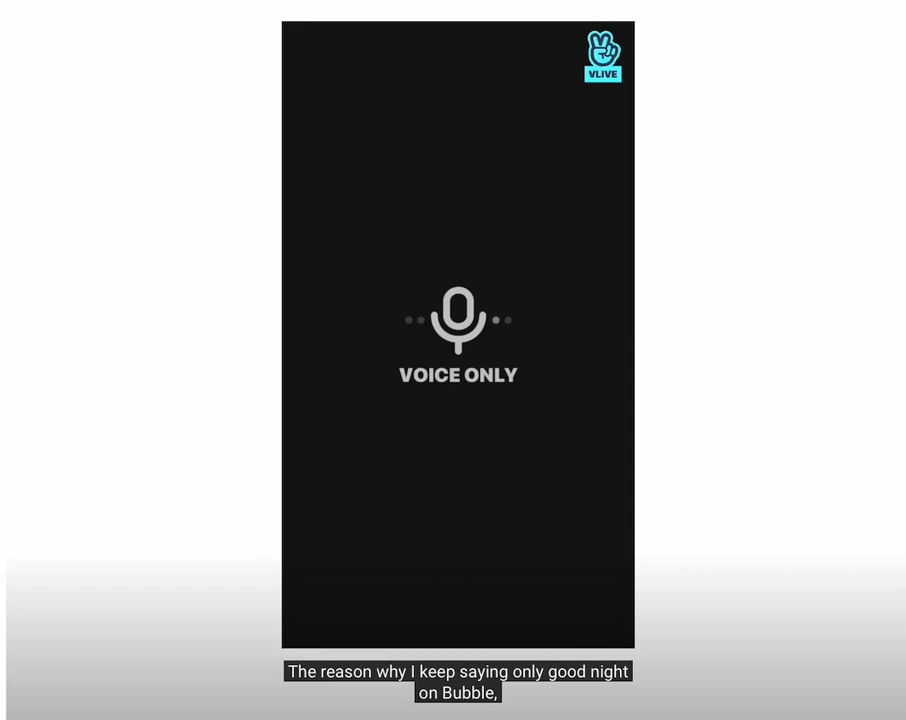 VLIVE
VOICE ONLY
The reason why I keep saying only good night
on Bubble,